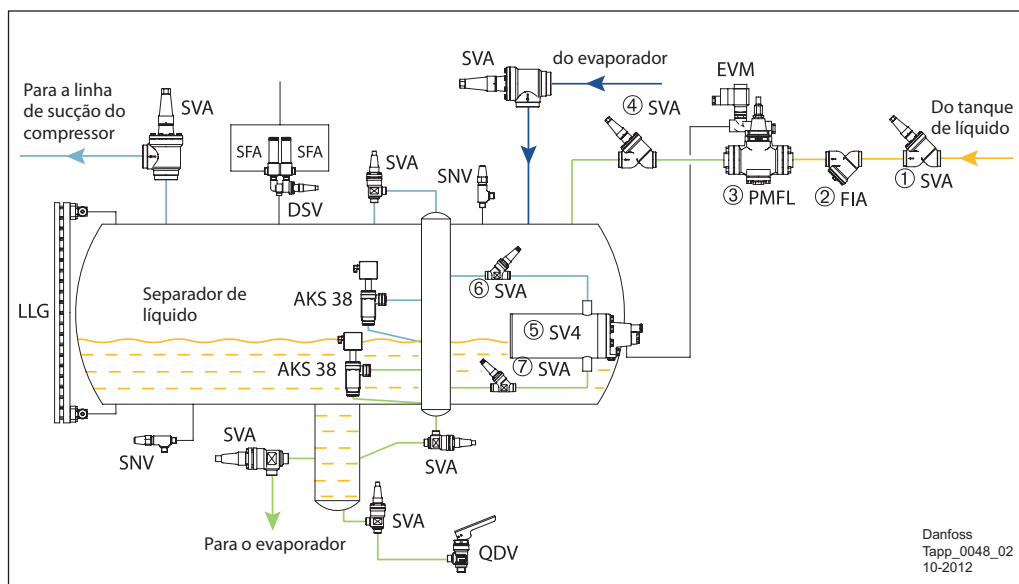 Para a linha
de sucção do
compressor
SVA
SFA
SFA
DSV
SVA
SNV
SVA
do evaporador
④ SVA
EVM
③ PMFL
② FIA
① SVA
Do tanque
de líquido
LLG
Separador de
líquido
AKS 38
AKS 38
⑥ SVA
⑤ SV4
⑦ SVA
SNV
SVA
SVA
Para o evaporador
SVA
QDV
Danfoss
Tapp_0048_02
10-2012